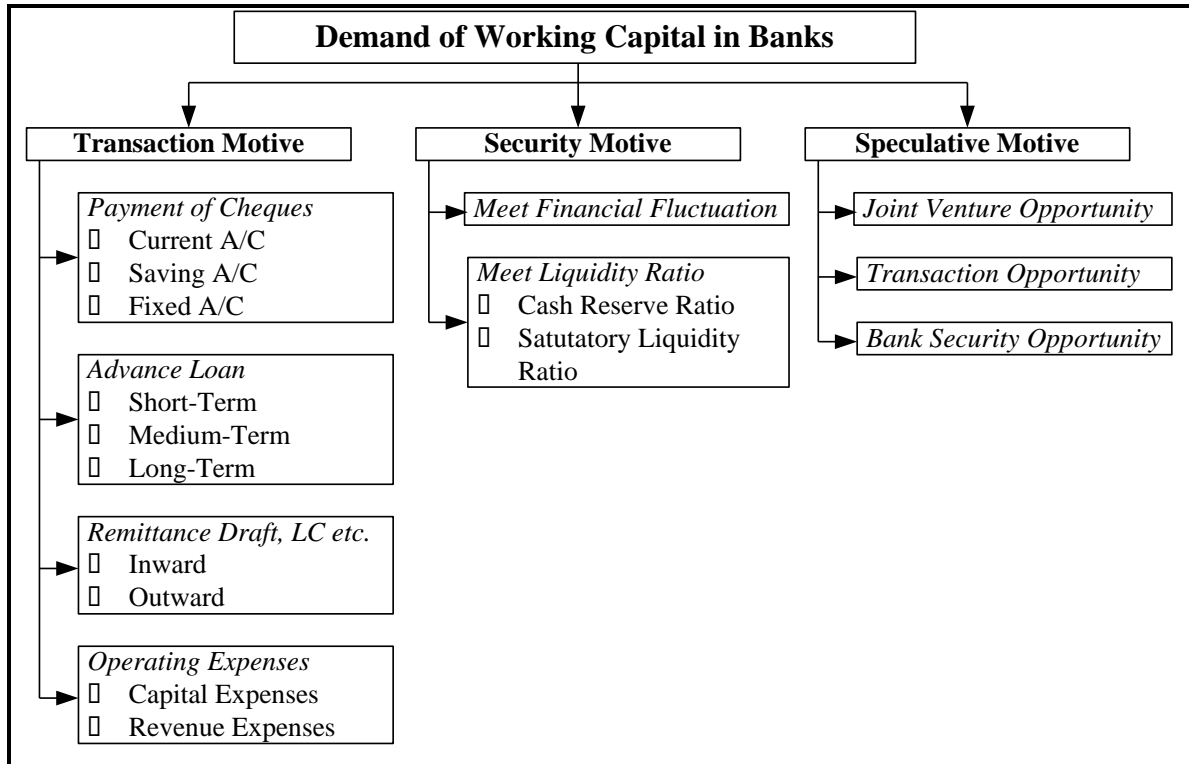 Demand of Working Capital in Banks
Transaction Motive
Payment of Cheques
Current A/C
Saving A/C
Fixed A/C
Advance Loan
Short-Term
Medium-Term
Long-Term
Remittance Draft, LC etc.
Inward
Outward
Operating Expenses
Capital Expenses
Revenue Expenses
Security Motive
Meet Financial Fluctuation
Meet Liquidity Ratio
Cash Reserve Ratio
Satutatory Liquidity
Ratio
Speculative Motive
Joint Venture Opportunity
Transaction Opportunity
Bank Security Opportunity